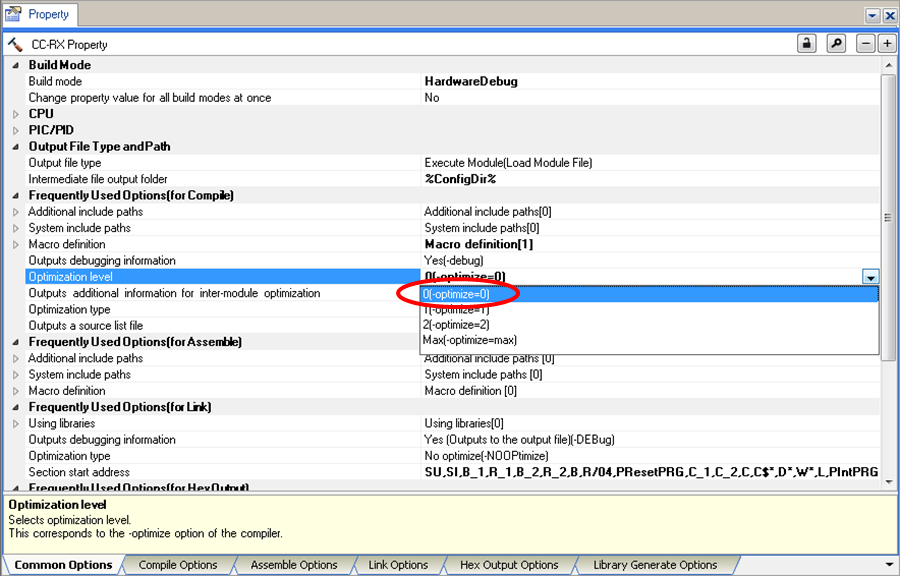 Property
CC-RX Property
Build Mode
Build mode HardwareDebug
Change property value for all build modes at once No
CPU
PIC/PID
Output File Type and Path
Output file type Execute Module(Load Module File)
Intermediate file output folder %ConfigDir%
Frequently Used Options(for Compile)
Additional include paths Additional include paths[0]
System include paths System include paths[0]
Macro definition Macro definition[1]
Outputs debugging information Yes(-debug)
Optimization level 0(-optimize=0)
Outputs additional information for inter-module optimization 0(-optimize=0)
Optimization type 1(-optimize=1)
Outputs a source list file 2(-optimize=2)
Frequently Used Options(for Assemble) Max(-optimize=max)
Additional include paths Additional include paths [0]
System include paths System include paths [0]
Macro definition Macro definition [0]
Frequently Used Options(for Link)
Using libraries Using libraries[0]
Outputs debugging information Yes (Outputs to the output file)(-DEBug)
Optimization type No optimize(-NOOPtimize)
Section start address SU,SI,B_1,R_1,B_2,R_2,B,R/04,PResetPRG,C_1,C_2,C,C$*,D*,W*,L,PIntPRG
Frequently Used Options(for Hex Output)
Optimization level
Selects optimization level.
This corresponds to the -optimize option of the compiler.
Common Options Compile Options Assemble Options Link Options Hex Output Options Library Generate Options